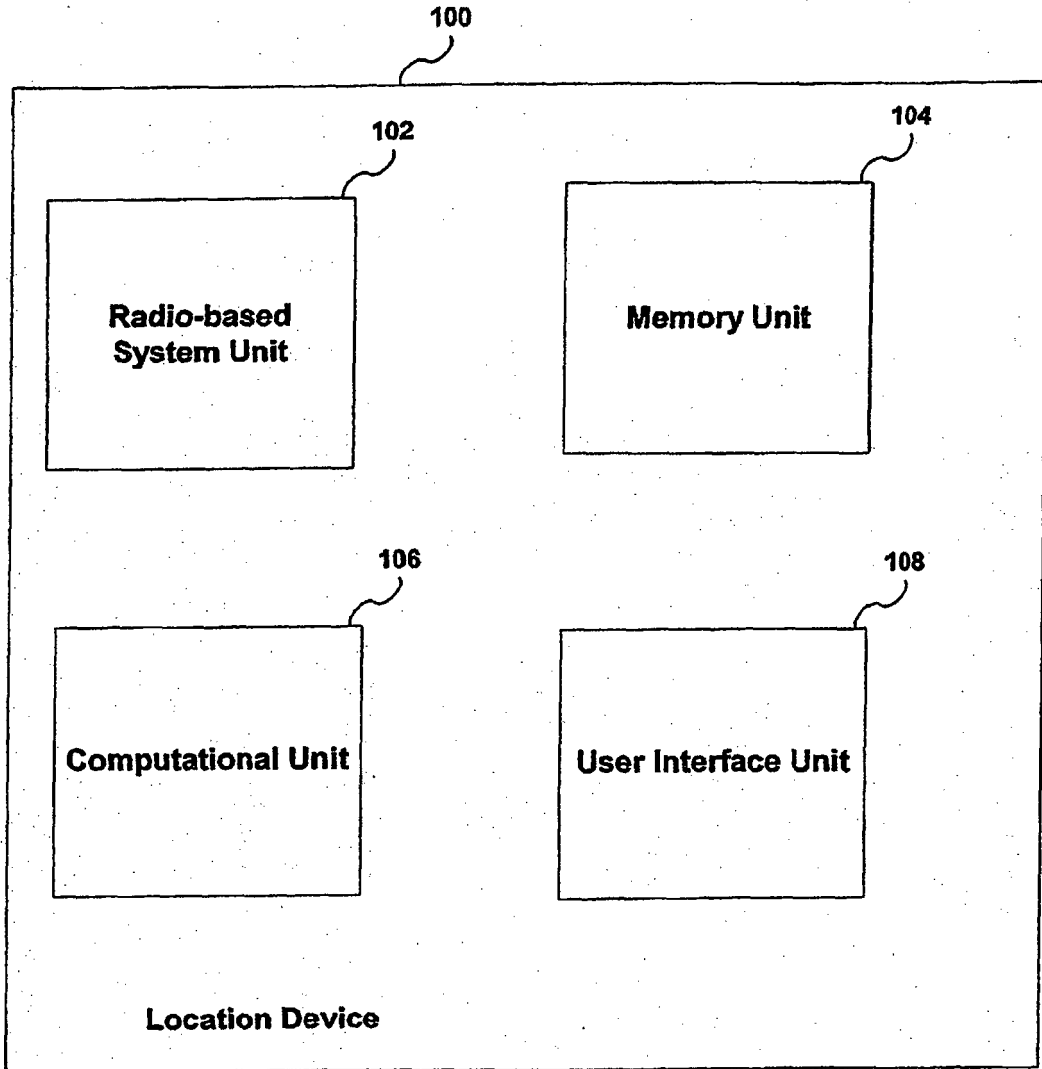 100
102
104
Radio-based
System Unit
Memory Unit
106
108
Computational Unit
User Interface Unit
Location Device